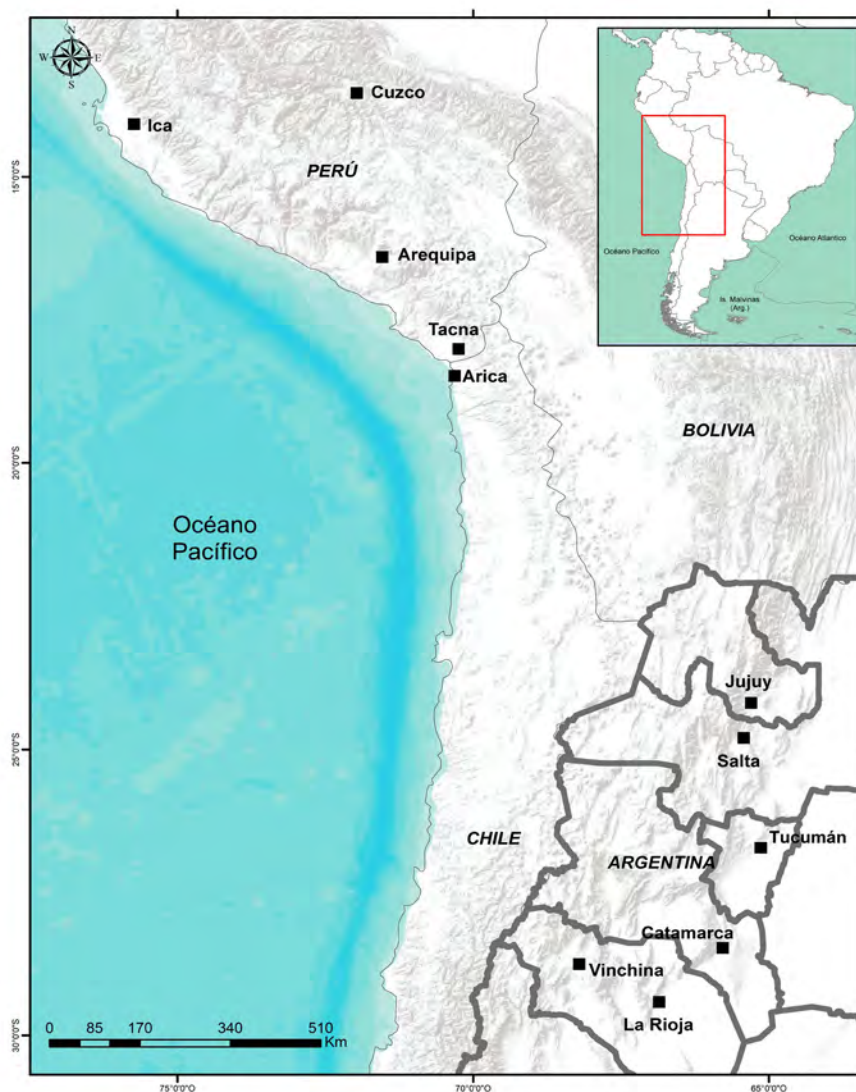 N
W E
S
Cuzco
Ica
PERÚ
15°0'0"S
Océano Pacífico
Océano Atlántico
Is. Malvinas
(Arg.)
Arequipa
Tacna
Arica
BOLIVIA
20°0'0"S
Océano
Pacífico
Jujuy
25°0'0"S
Salta
CHILE
Tucumán
ARGENTINA
Catamarca
Vinchina
La Rioja
0 85 170 340 510
Km
30°0'0"S
75°0'0"O
70°0'0"O
65°0'0"O